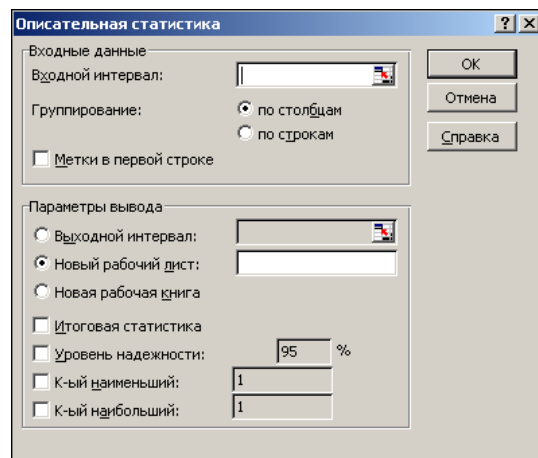 Описательная статистика
Входные данные
Входной интервал:
Группирование:
по столбцам
по строкам
Метки в первой строке
OK
Отмена
Справка
Параметры вывода
Выходной интервал:
Новый рабочий лист:
Новая рабочая книга
Итоговая статистика
Уровень надежности: 95 %
К-ый наименьший: 1
К-ый наибольший: 1